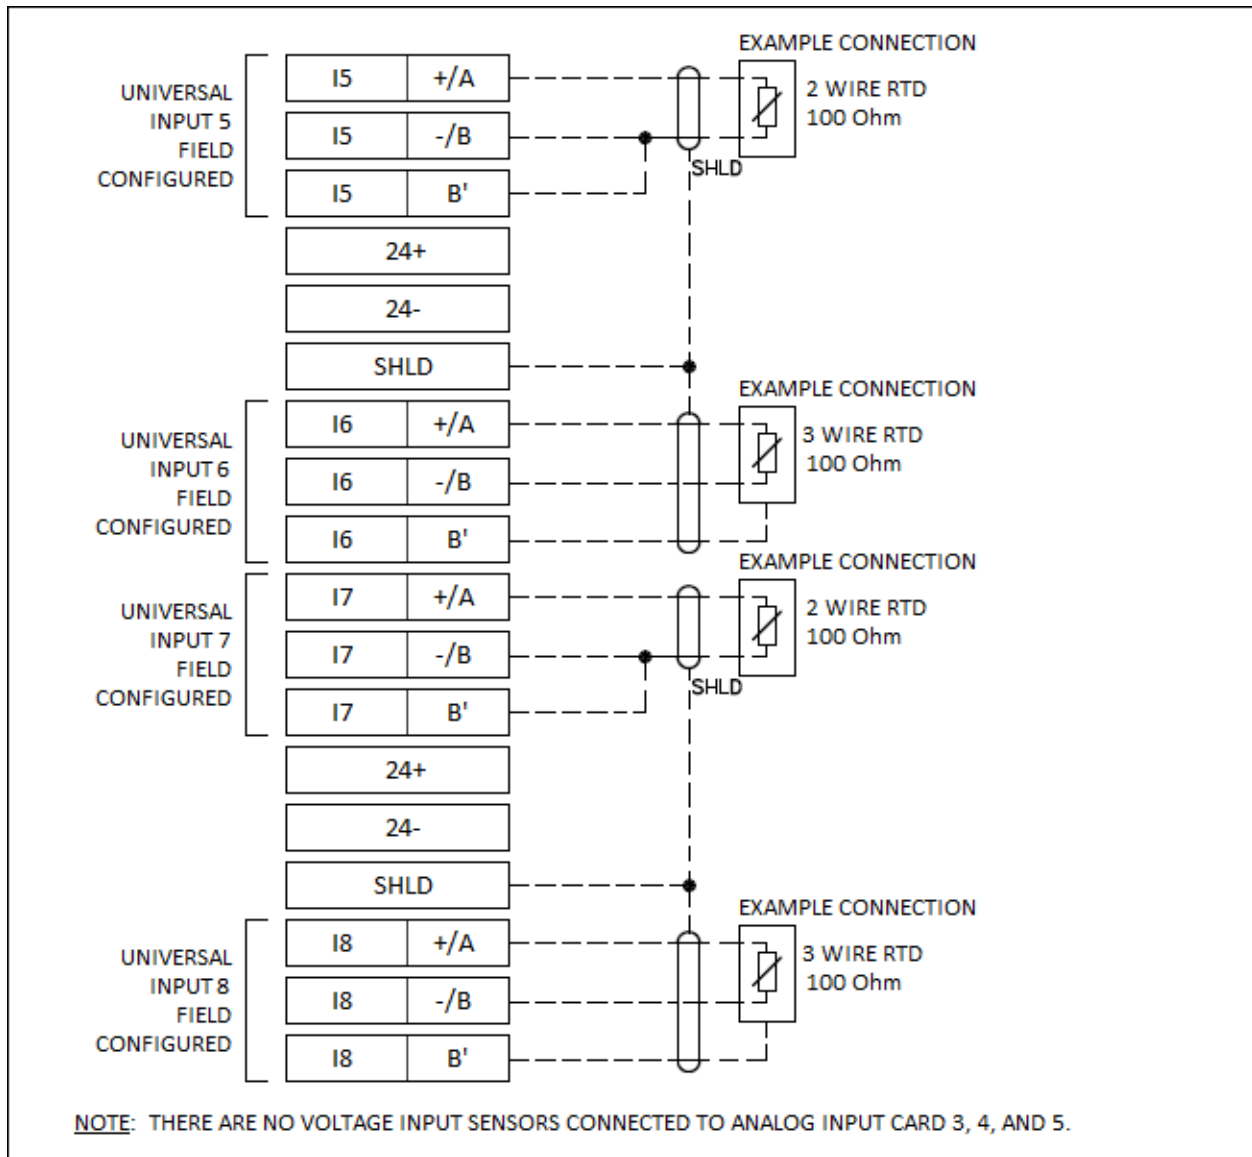 EXAMPLE CONNECTION
UNIVERSAL
INPUT 5
FIELD
CONFIGURED
I5 +/A
I5 -/B
I5 B'
2 WIRE RTD
100 Ohm
SHLD
24+
24-
SHLD
EXAMPLE CONNECTION
UNIVERSAL
INPUT 6
FIELD
CONFIGURED
I6 +/A
I6 -/B
I6 B'
3 WIRE RTD
100 Ohm
EXAMPLE CONNECTION
UNIVERSAL
INPUT 7
FIELD
CONFIGURED
I7 +/A
I7 -/B
I7 B'
2 WIRE RTD
100 Ohm
SHLD
24+
24-
SHLD
EXAMPLE CONNECTION
UNIVERSAL
INPUT 8
FIELD
CONFIGURED
I8 +/A
I8 -/B
I8 B'
3 WIRE RTD
100 Ohm
NOTE: THERE ARE NO VOLTAGE INPUT SENSORS CONNECTED TO ANALOG INPUT CARD 3, 4, AND 5.